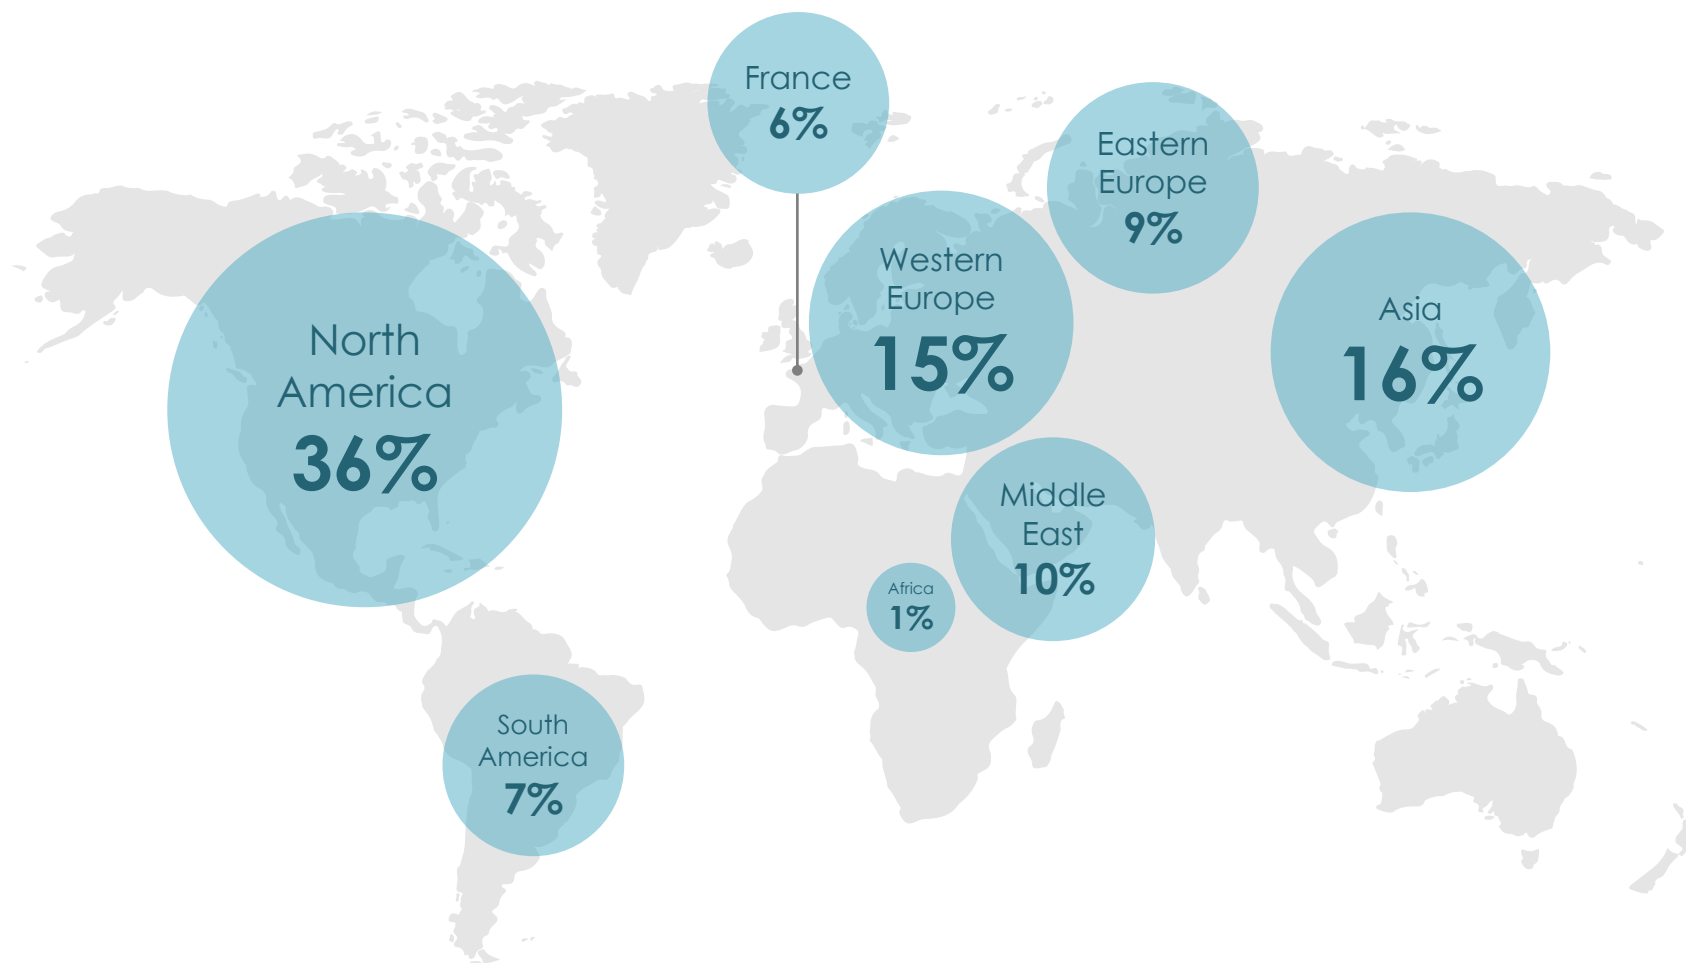 France
6%
Eastern
Europe
9%
Western
Europe
15%
Asia
16%
North
America
36%
Middle
East
10%
Africa
1%
South
America
7%